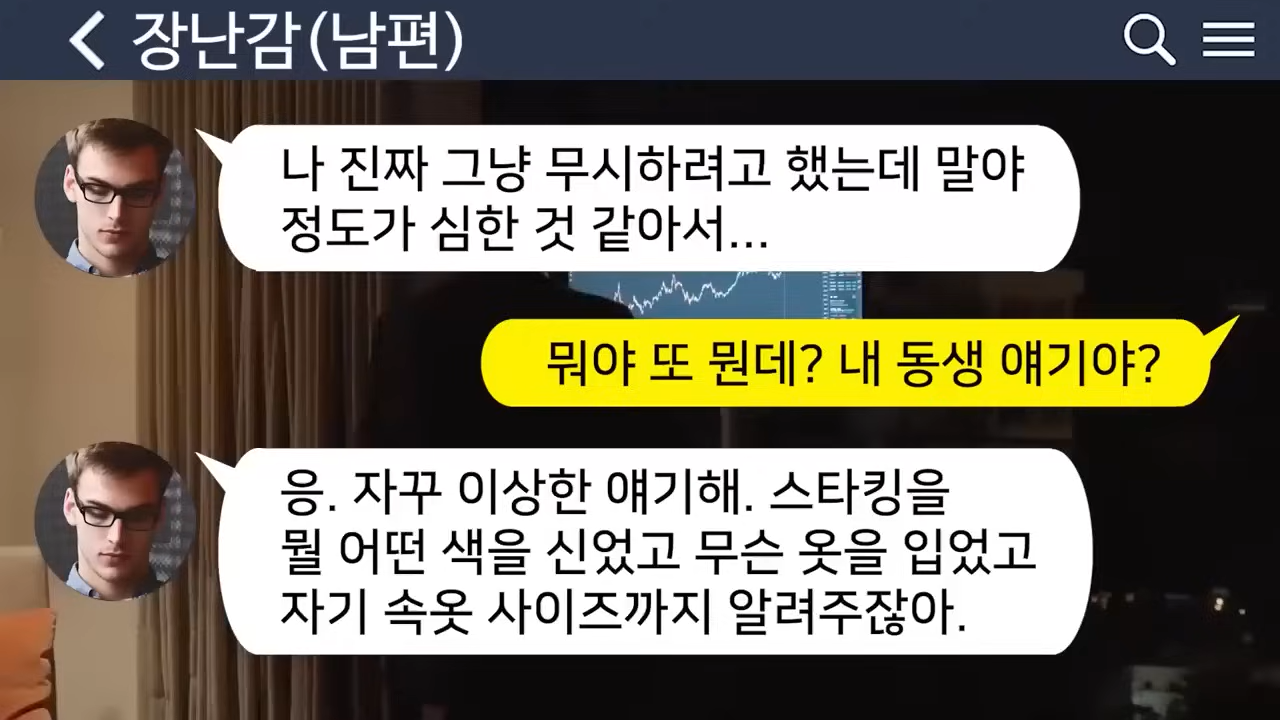 장난감(남편)
나 진짜 그냥 무시하려고 했는데 말야
정도가 심한 것 같아서...
뭐야 또 뭔데? 내 동생 얘기야?
응. 자꾸 이상한 얘기해. 스타킹을
뭘 어떤 색을 신었고 무슨 옷을 입었고
자기 속옷 사이즈까지 알려주잖아.